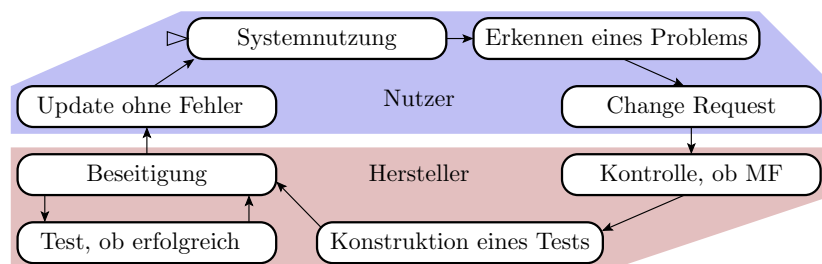 Systemnutzung
Erkennen eines Problems
Update ohne Fehler
Nutzer
Change Request
Beseitigung
Hersteller
Kontrolle, ob MF
Test, ob erfolgreich
Konstruktion eines Tests